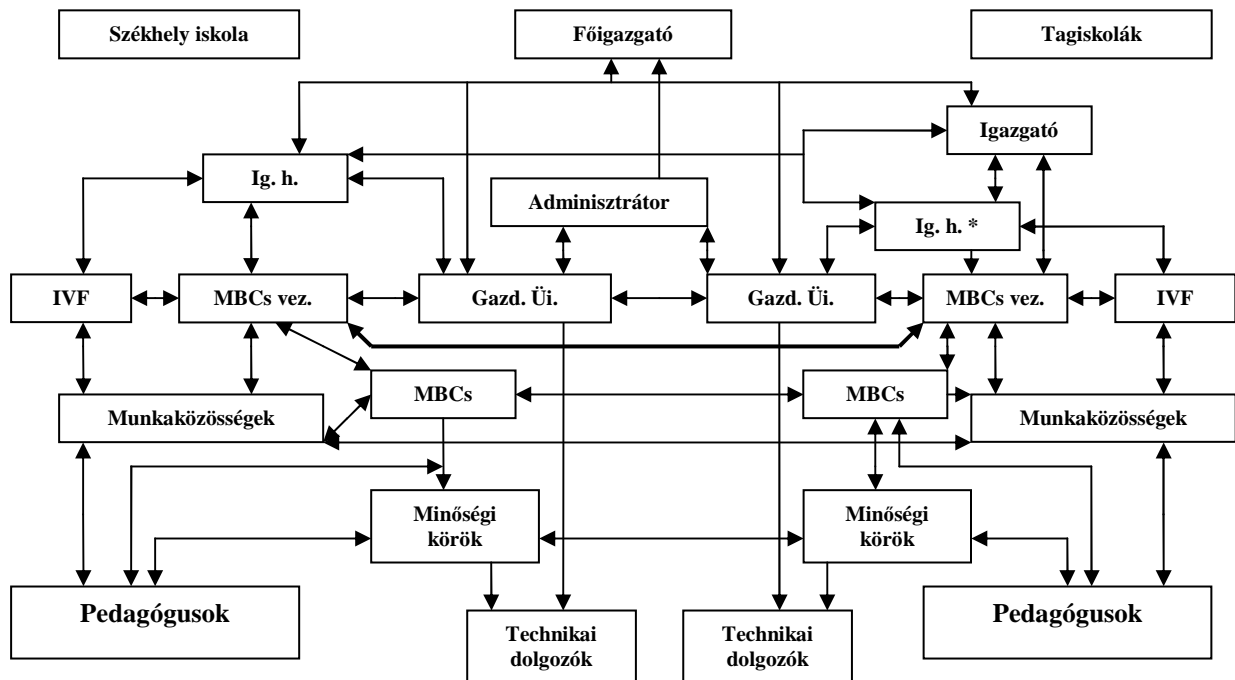 Székhely iskola
Főigazgató
Tagiskolák
Igazgató
Ig. h.
Adminisztrátor
Ig. h. *
IVF
MBCs vez.
Gazd. Üi.
Gazd. Üi.
MBCs vez.
IVF
MBCs
MBCs
Munkaközösségek
Munkaközösségek
Minőségi
körök
Minőségi
körök
Pedagógusok
Pedagógusok
Technikai
dolgozók
Technikai
dolgozók